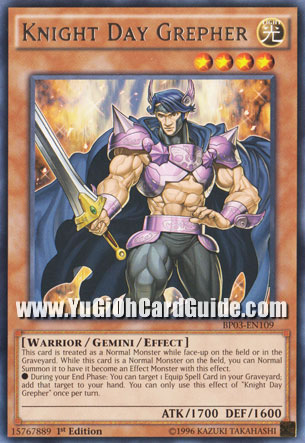 KNIGHT DAY GREPHER
LIGHT
光
www.YuGiOhCardGuide.com
BP03-EN109
[WARRIOR / GEMINI / EFFECT]
This card is treated as a Normal Monster while face-up on the field or in the
Graveyard. While this card is a Normal Monster on the field, you can Normal
Summon it to have it become an Effect Monster with this effect.
● During your End Phase: You can target 1 Equip Spell Card in your Graveyard;
add that target to your hand. You can only use this effect of "Knight Day
Grepher" once per turn.
ATK/1700 DEF/1600
15767889 1st Edition ©1996 KAZUKI TAKAHASHI